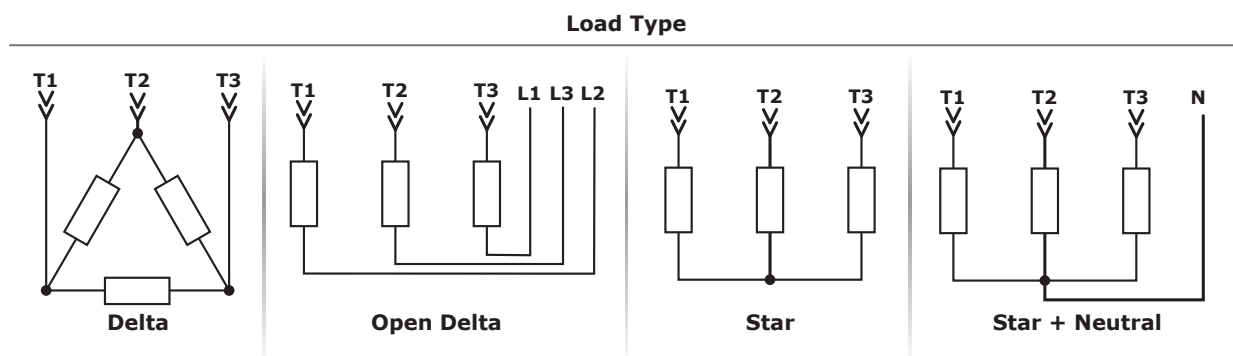 Load Type
T1 T2 T3
Delta
T1 T2 T3 L1 L3 L2
Open Delta
T1 T2 T3
Star
T1 T2 T3 N
Star + Neutral